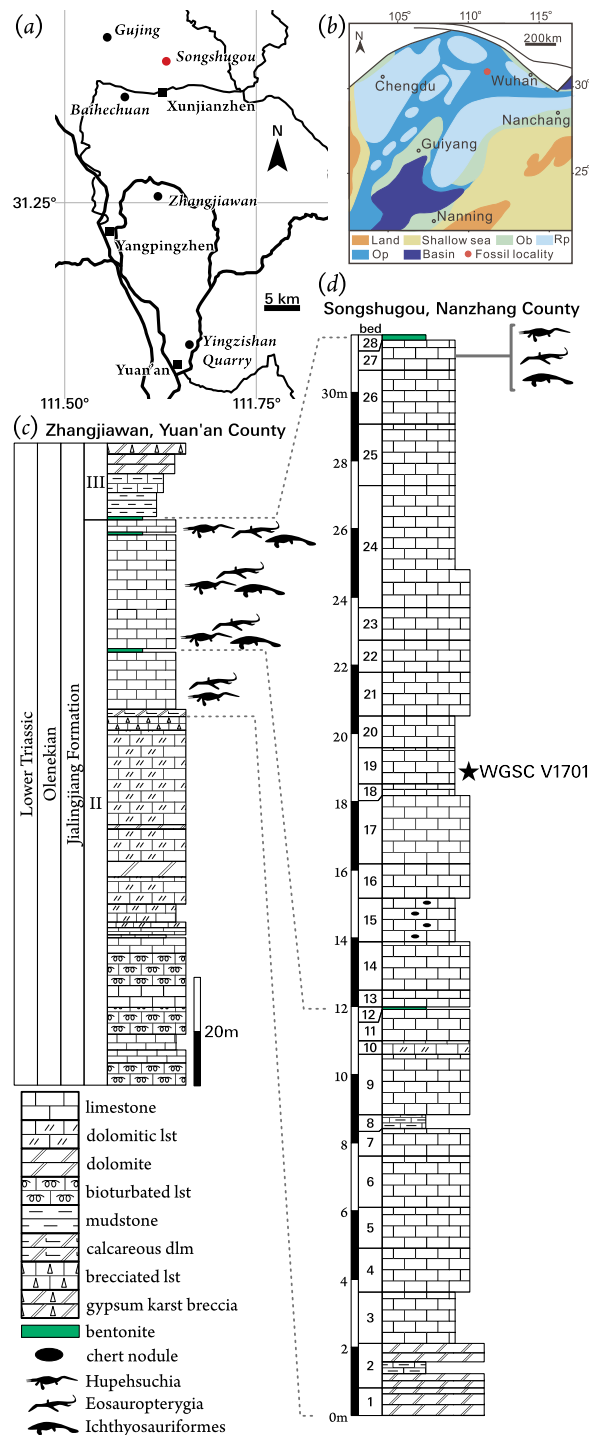 (a)
Gujing
Songshugou
Baihechuan
Xunjianzhen
N
31.25°
Zhangjiawan
Yangpingzhen
5 km
Yingzishan
Quarry
Yuan'an
111.50°
111.75°
(b)
105°
110°
115°
N
200km
Chengdu
Wuhan
30°
Nanchang
Guiyang
25°
Nanning
Land
Shallow sea
Ob
Rp
Op
Basin
Fossil locality
(c) Zhangjiawan, Yuan'an County
III
II
Lower Triassic
Olenekian
Jialingjiang Formation
20m
limestone
dolomitic lst
dolomite
bioturbated lst
mudstone
calcareous dlm
brecciated lst
gypsum karst breccia
bentonite
chert nodule
Hupehsuchia
Eosauropterygia
Ichthyosauriformes
(d)
Songshugou, Nanzhang County
bed
28
27
30m
26
28
25
26
24
24
23
22
22
21
20
20
19
WGSC V1701
18
18
17
16
16
15
14
14
13
12
12
11
10
10
9
8
8
7
6
6
5
4
4
3
2
2
1
0m